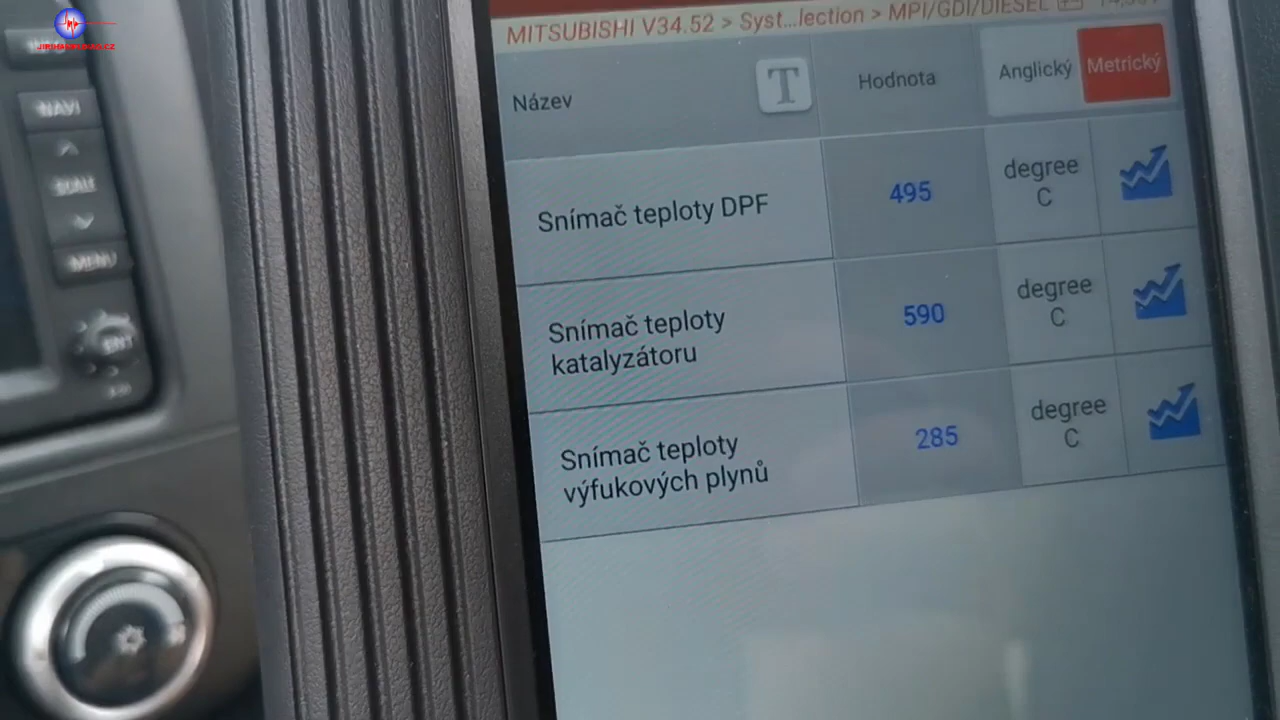 MITSUBISHI V34.52 > Syst...lection > MPI/GDI/DIESEL
Název
T
Hodnota
Anglický
Metrický
Snímač teploty DPF
495
degree
C
Snímač teploty
katalyzátoru
590
degree
C
Snímač teploty
výfukových plynů
285
degree
C
NAVI
MENU
ENT